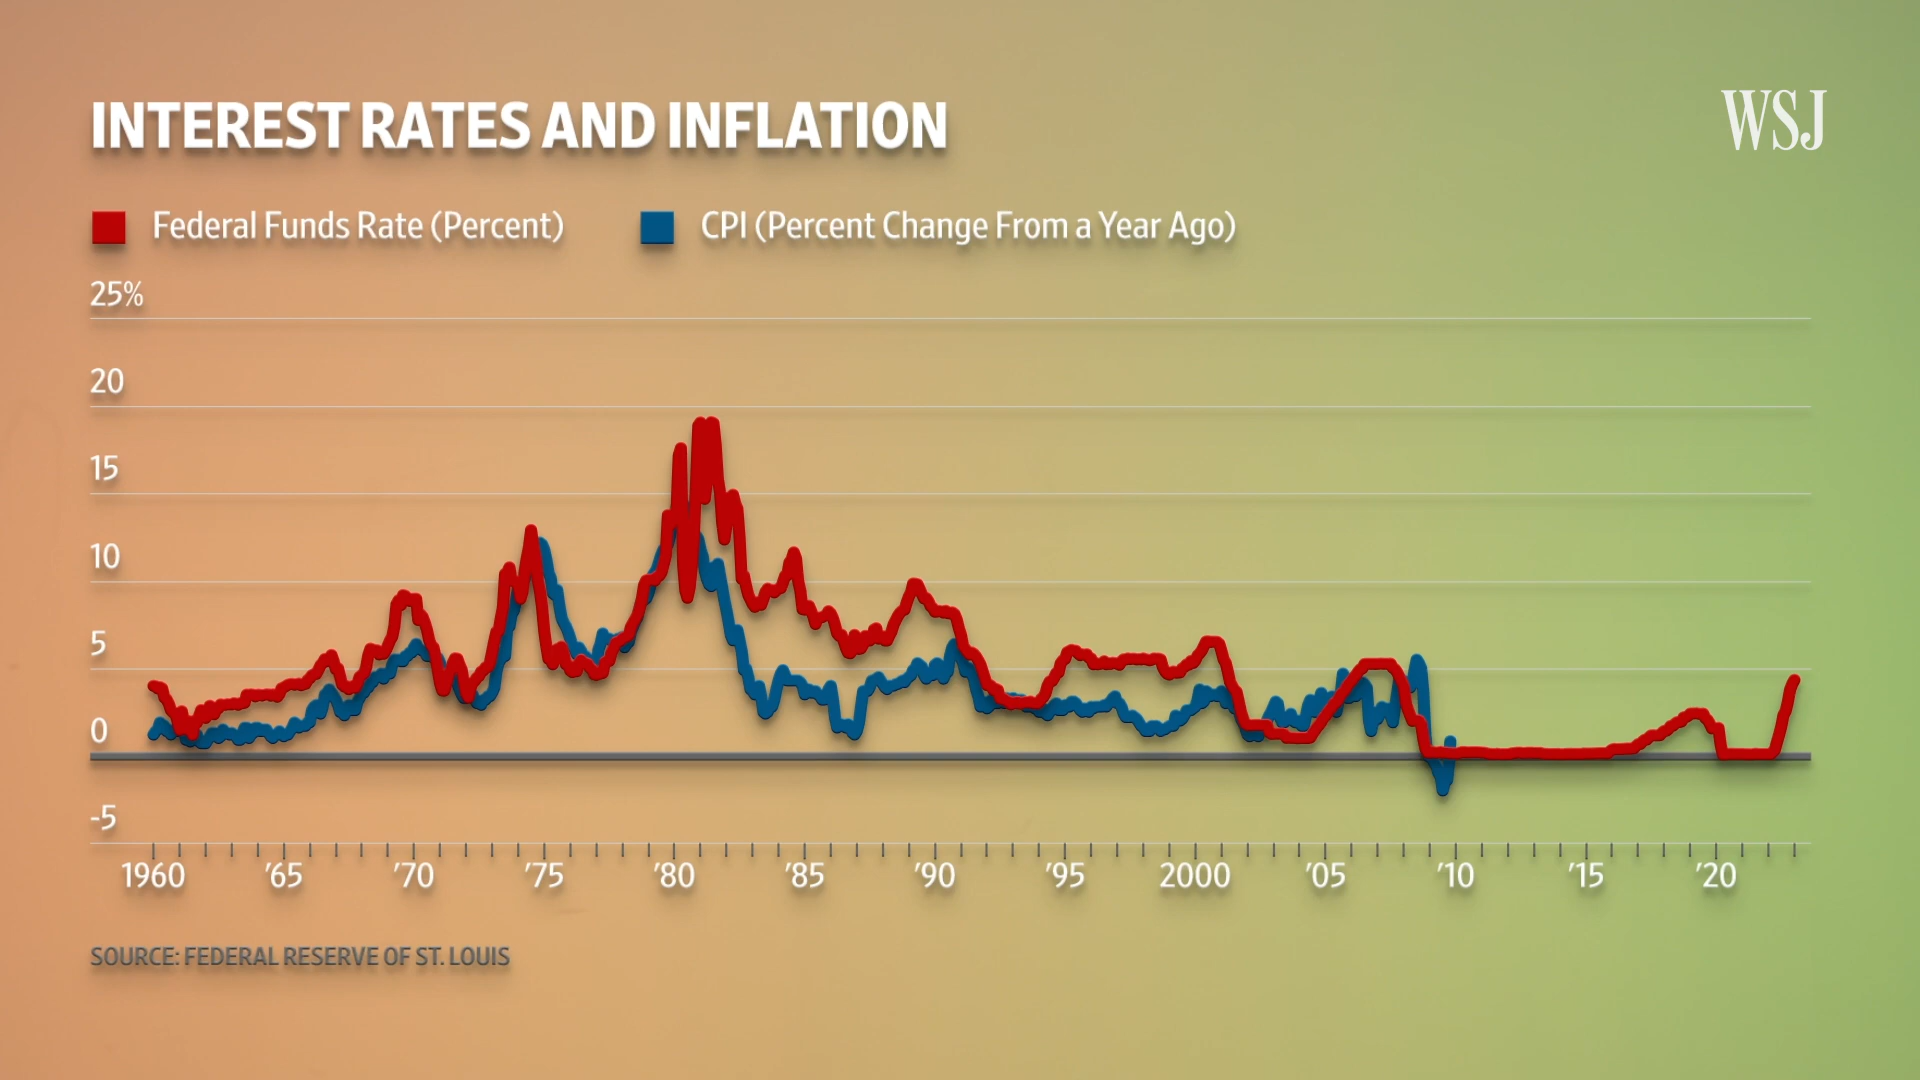 INTEREST RATES AND INFLATION
WSJ
Federal Funds Rate (Percent) CPI (Percent Change From a Year Ago)
25%
20
15
10
5
0
-5
1960 ’65 ’70 ’75 ’80 ’85 ’90 ’95 2000 ’05 ’10 ’15 ’20
SOURCE: FEDERAL RESERVE OF ST. LOUIS